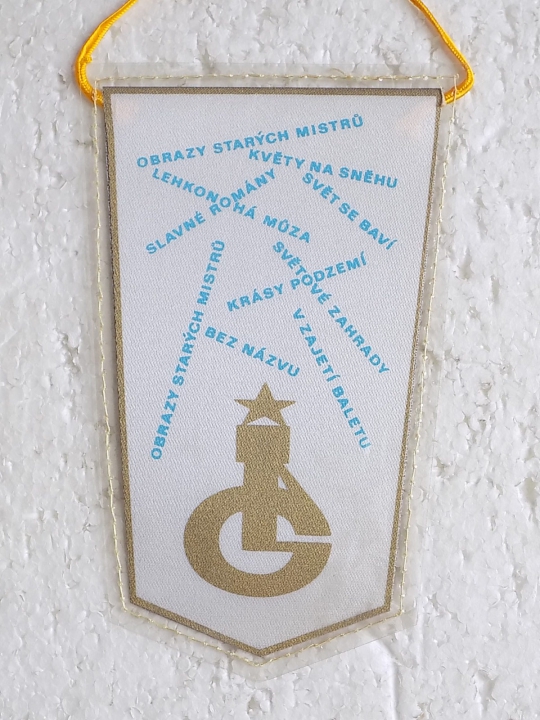 OBRAZY STARÝCH MISTRŮ
KVĚTY NA SNĚHU
LEHKONOHÁ MŮZA
SVĚT SE BAVÍ
SLAVNÉ ROMÁNY
SVĚTOVÉ ZAHRADY
KRÁSY PODZEMÍ
OBRAZY STARÝCH MISTRŮ
V ZAJETÍ BALETU
BEZ NÁZVU